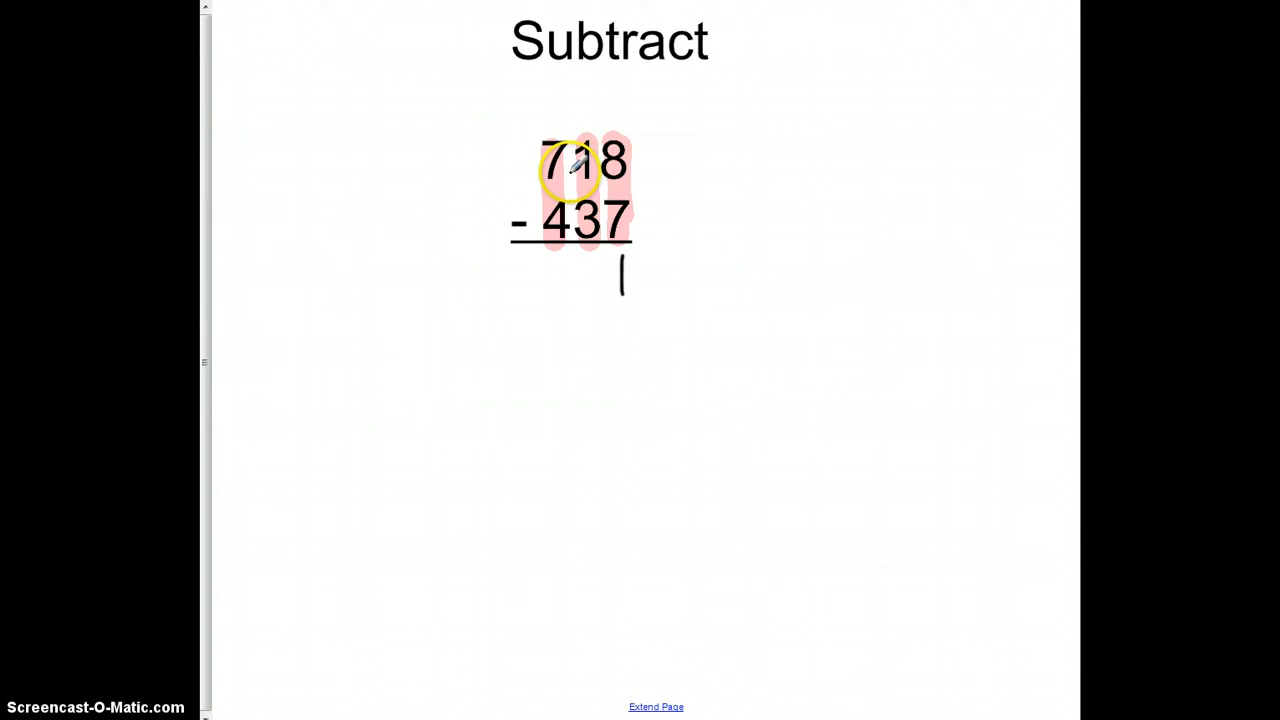 Subtract
718
- 437
1
Extend Page
Screencast-O-Matic.com